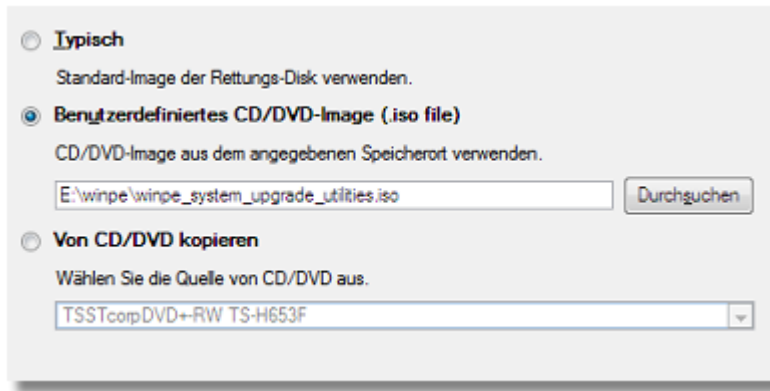 Typisch
Standard-Image der Rettungs-Disk verwenden.
Benutzerdefiniertes CD/DVD-Image (.iso file)
CD/DVD-Image aus dem angegebenen Speicherort verwenden.
E:\winpe\winpe_system_upgrade_utilities.iso Durchsuchen
Von CD/DVD kopieren
Wählen Sie die Quelle von CD/DVD aus.
TSSTcorpDVD+-RW TS-H653F